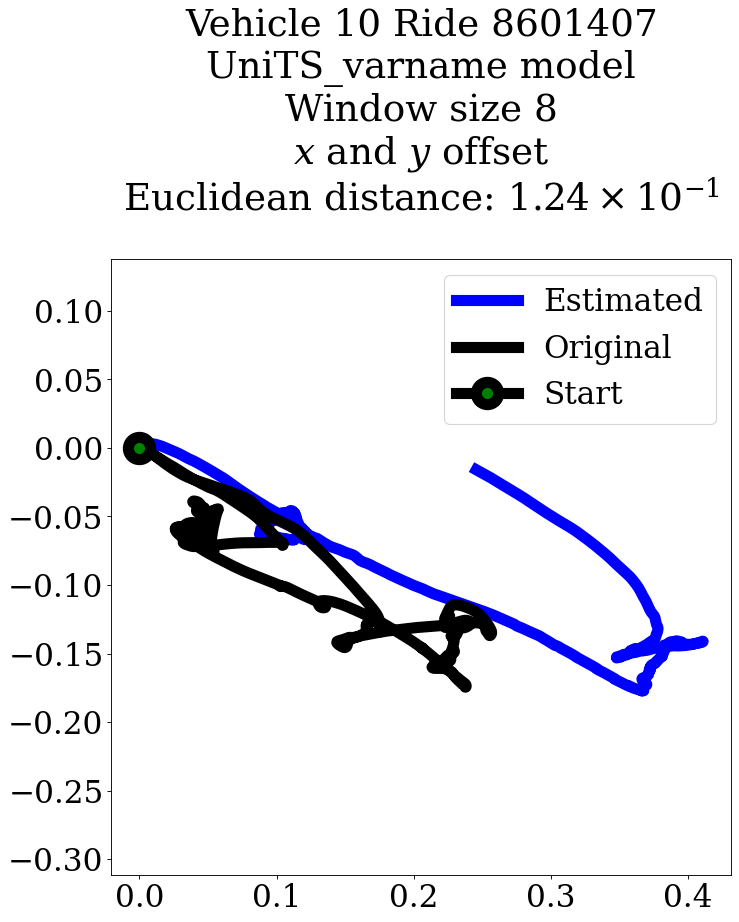 Vehicle 10 Ride 8601407
UniTS_varname model
Window size 8
x and y offset
Euclidean distance: 1.24 × 10⁻¹
Estimated
Original
Start
0.10
0.05
0.00
−0.05
−0.10
−0.15
−0.20
−0.25
−0.30
0.0 0.1 0.2 0.3 0.4